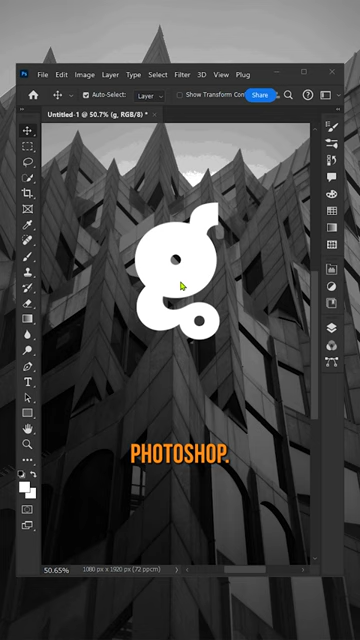 Ps File Edit Image Layer Type Select Filter 3D View Plug
Auto-Select: Layer Show Transform Con Share
Untitled-1 @ 50.7% (g, RGB/8) *
g
PHOTOSHOP.
50.65% 1080 px x 1920 px (72 ppcm)